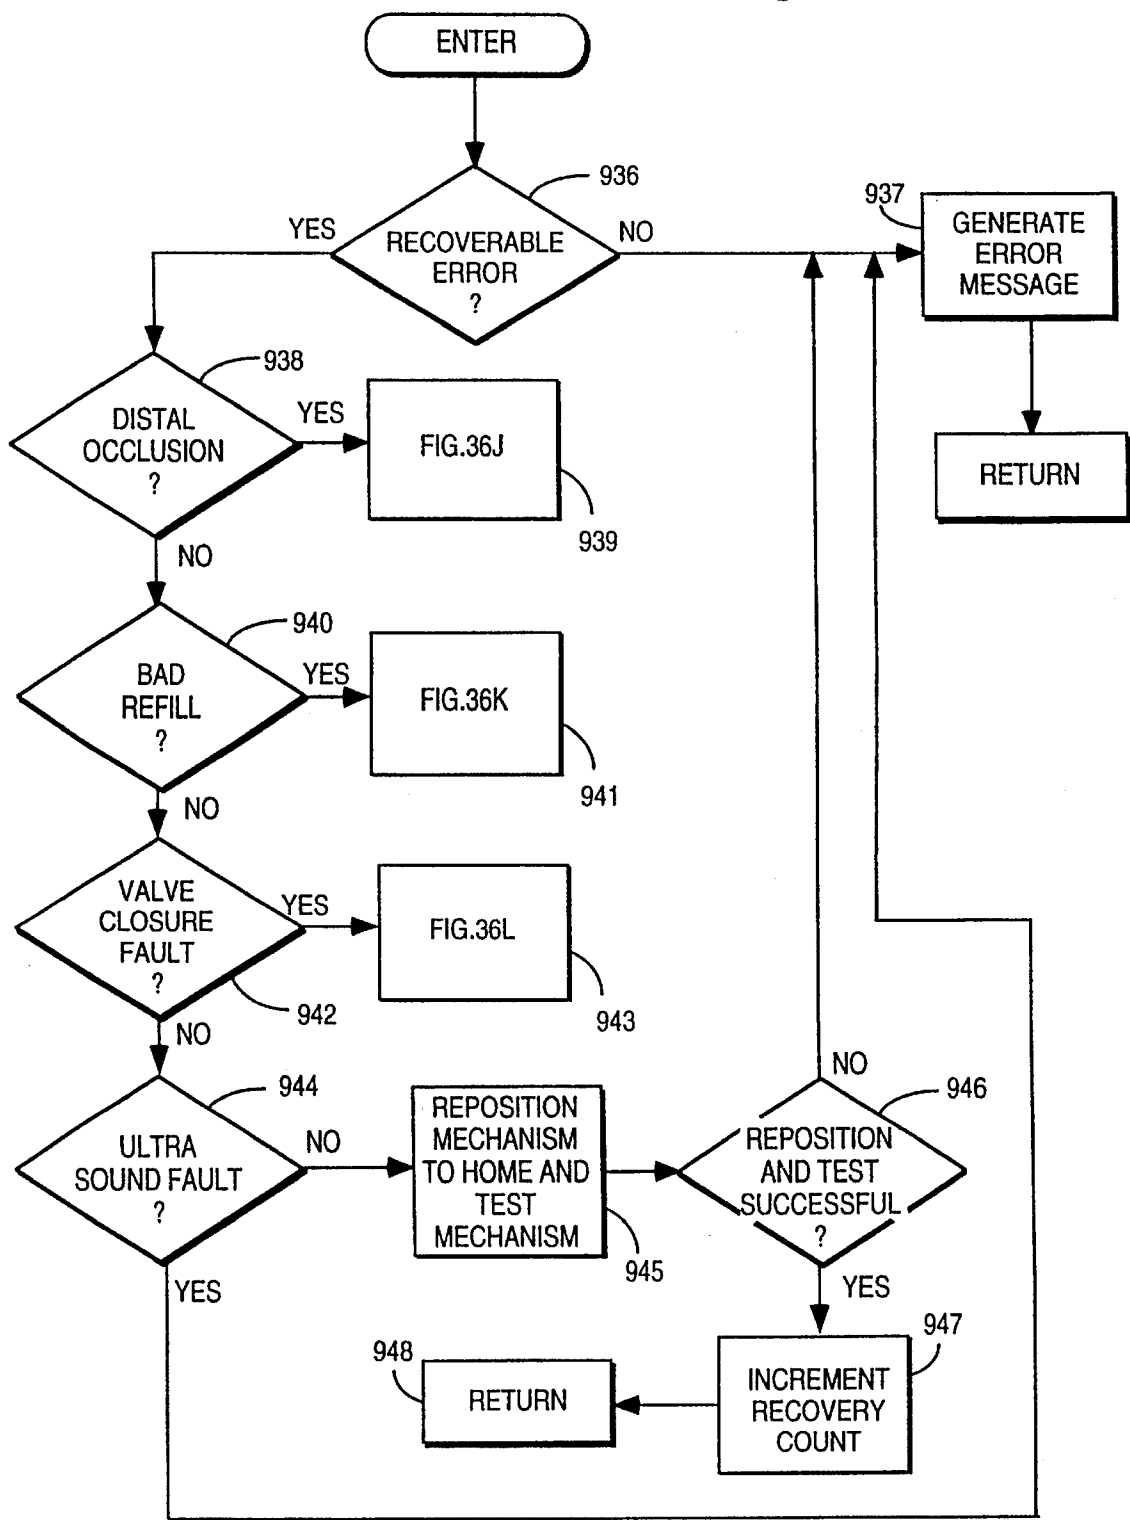 ENTER
936
YES
RECOVERABLE
ERROR
?
NO
937
GENERATE
ERROR
MESSAGE
RETURN
938
DISTAL
OCCLUSION
?
YES
FIG.36J
939
NO
940
BAD
REFILL
?
YES
FIG.36K
941
NO
VALVE
CLOSURE
FAULT
?
YES
FIG.36L
942
943
NO
944
ULTRA
SOUND FAULT
?
NO
REPOSITION
MECHANISM
TO HOME AND
TEST
MECHANISM
945
NO
946
REPOSITION
AND TEST
SUCCESSFUL
?
YES
YES
947
INCREMENT
RECOVERY
COUNT
948
RETURN